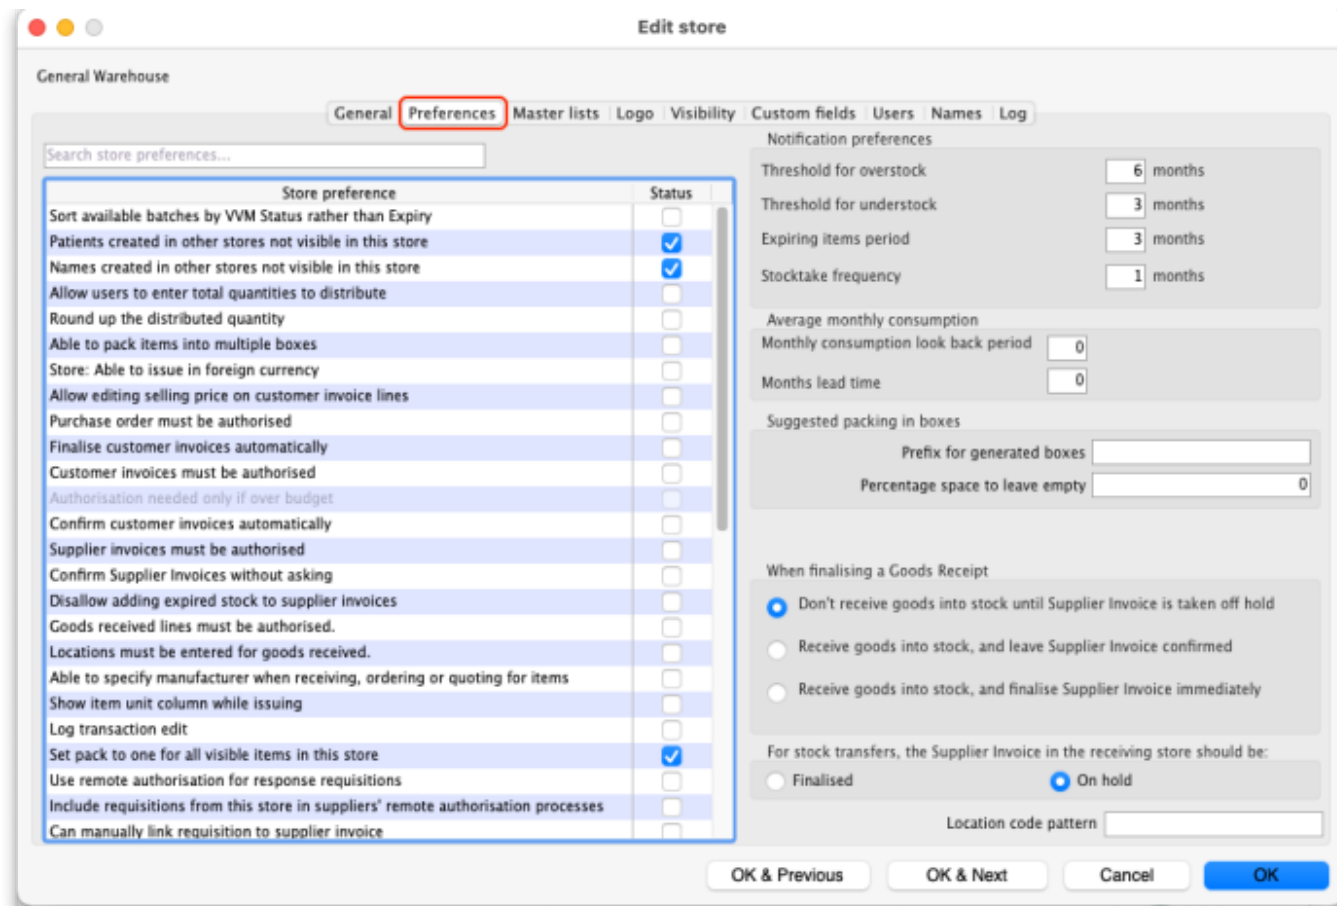 Edit store
General Warehouse
General Preferences Master lists Logo Visibility Custom fields Users Names Log
Search store preferences...
Store preference Status
Sort available batches by VVM Status rather than Expiry
Patients created in other stores not visible in this store
Names created in other stores not visible in this store
Allow users to enter total quantities to distribute
Round up the distributed quantity
Able to pack items into multiple boxes
Store: Able to issue in foreign currency
Allow editing selling price on customer invoice lines
Purchase order must be authorised
Finalise customer invoices automatically
Customer invoices must be authorised
Authorisation needed only if over budget
Confirm customer invoices automatically
Supplier invoices must be authorised
Confirm Supplier Invoices without asking
Disallow adding expired stock to supplier invoices
Goods received lines must be authorised.
Locations must be entered for goods received.
Able to specify manufacturer when receiving, ordering or quoting for items
Show item unit column while issuing
Log transaction edit
Set pack to one for all visible items in this store
Use remote authorisation for response requisitions
Include requisitions from this store in suppliers' remote authorisation processes
Can manually link requisition to supplier invoice
Notification preferences
Threshold for overstock 6 months
Threshold for understock 3 months
Expiring items period 3 months
Stocktake frequency 1 months
Average monthly consumption
Monthly consumption look back period 0
Months lead time 0
Suggested packing in boxes
Prefix for generated boxes
Percentage space to leave empty 0
When finalising a Goods Receipt
Don't receive goods into stock until Supplier Invoice is taken off hold
Receive goods into stock, and leave Supplier Invoice confirmed
Receive goods into stock, and finalise Supplier Invoice immediately
For stock transfers, the Supplier Invoice in the receiving store should be:
Finalised On hold
Location code pattern
OK & Previous OK & Next Cancel OK